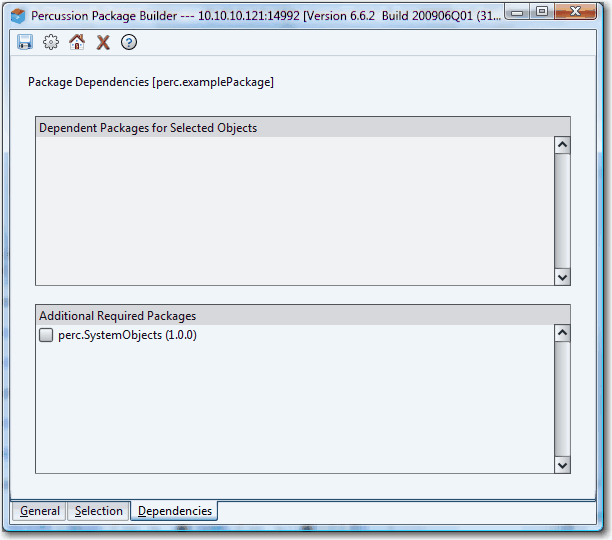 Percussion Package Builder --- 10.10.10.121:14992 [Version 6.6.2 Build 200906Q01 (31...
Package Dependencies [perc.examplePackage]
Dependent Packages for Selected Objects
Additional Required Packages
perc.SystemObjects (1.0.0)
General Selection Dependencies